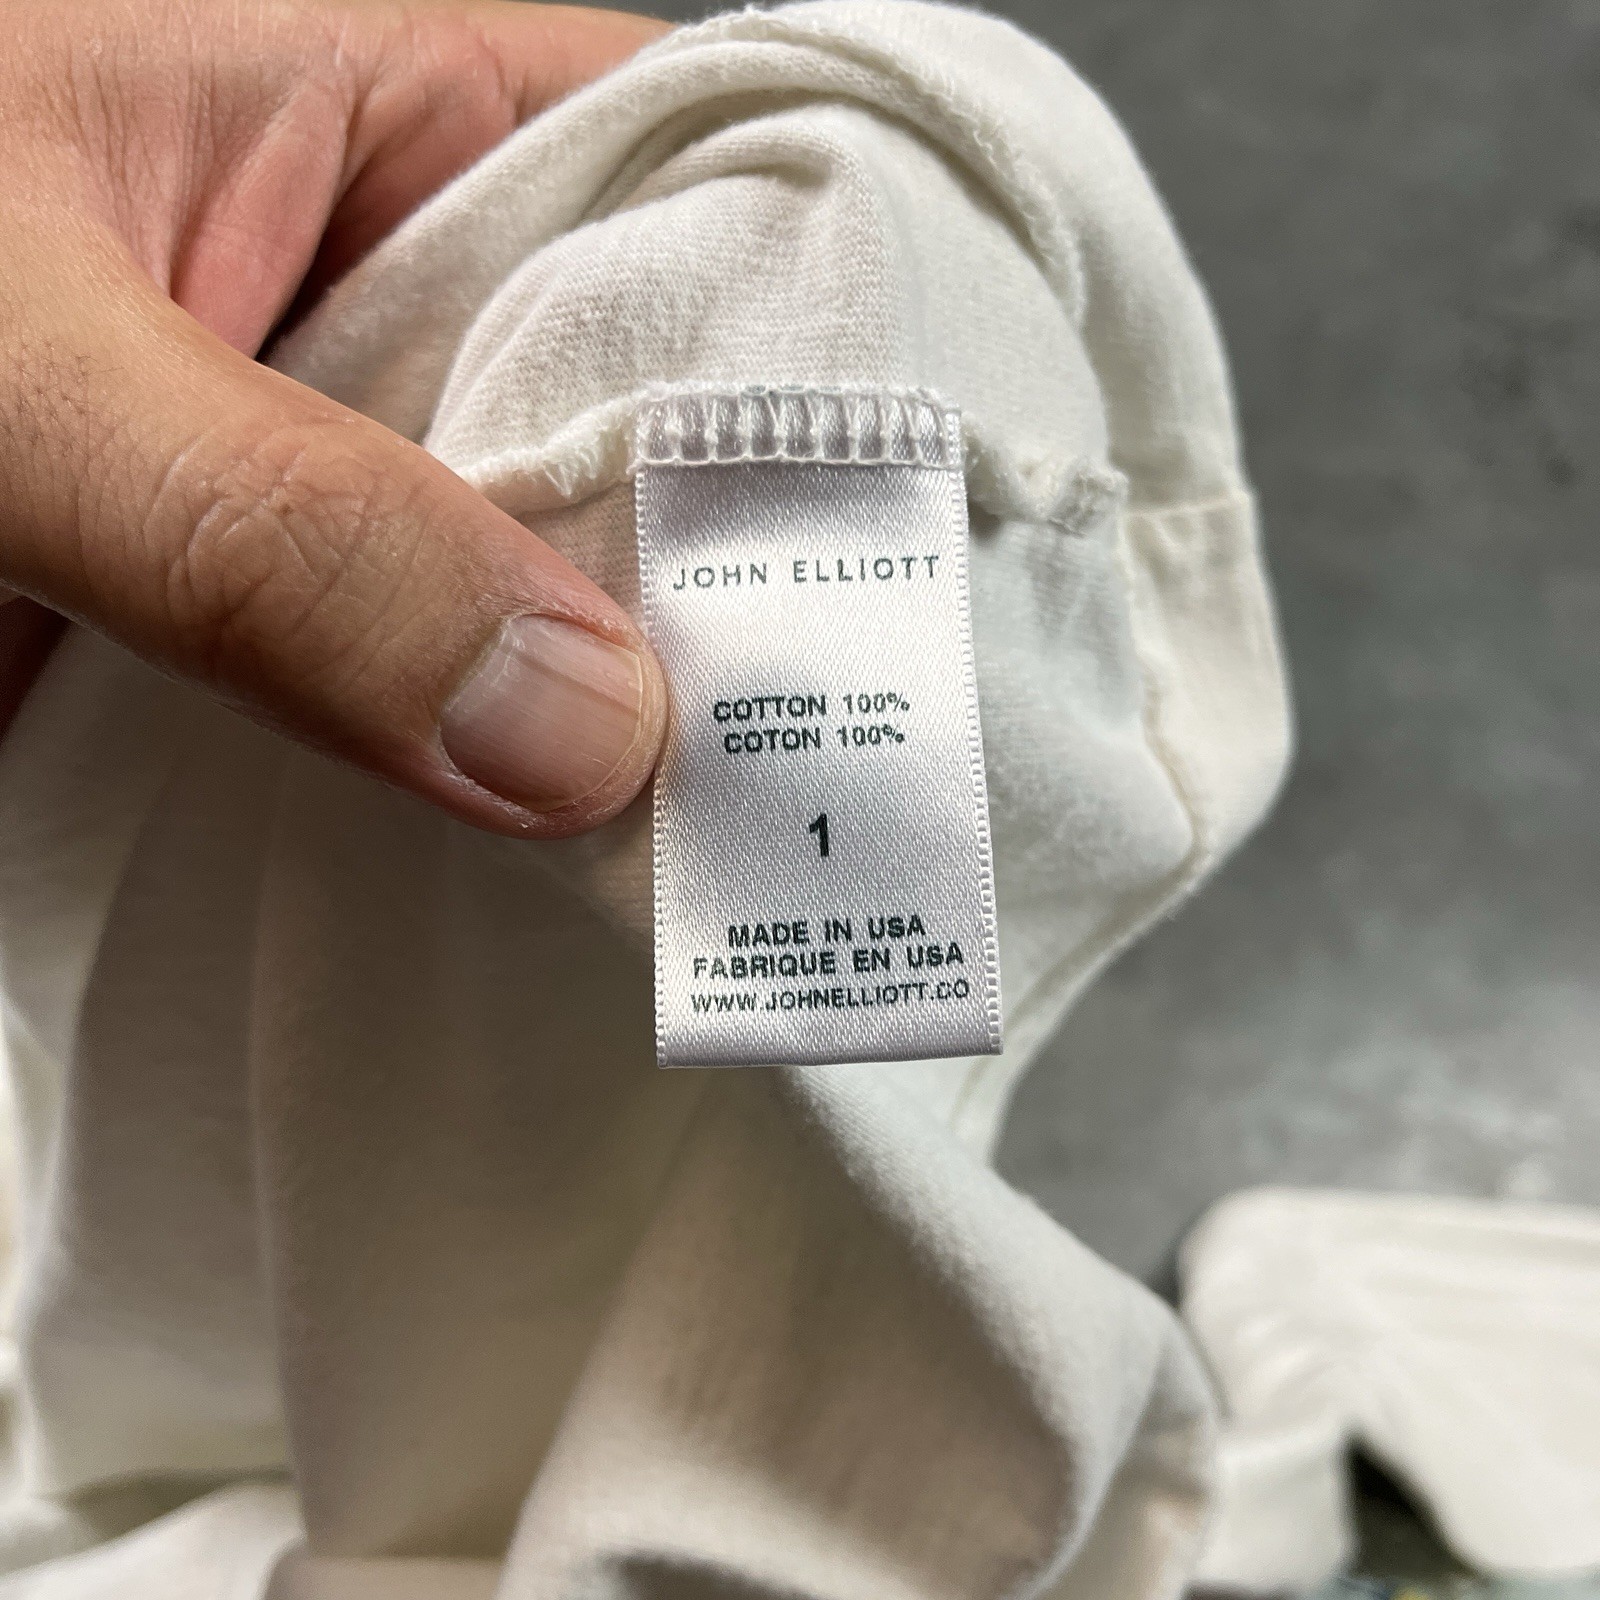 JOHN ELLIOTT
COTTON 100%
COTON 100%
1
MADE IN USA
FABRIQUE EN USA
WWW.JOHNELLIOTT.CO